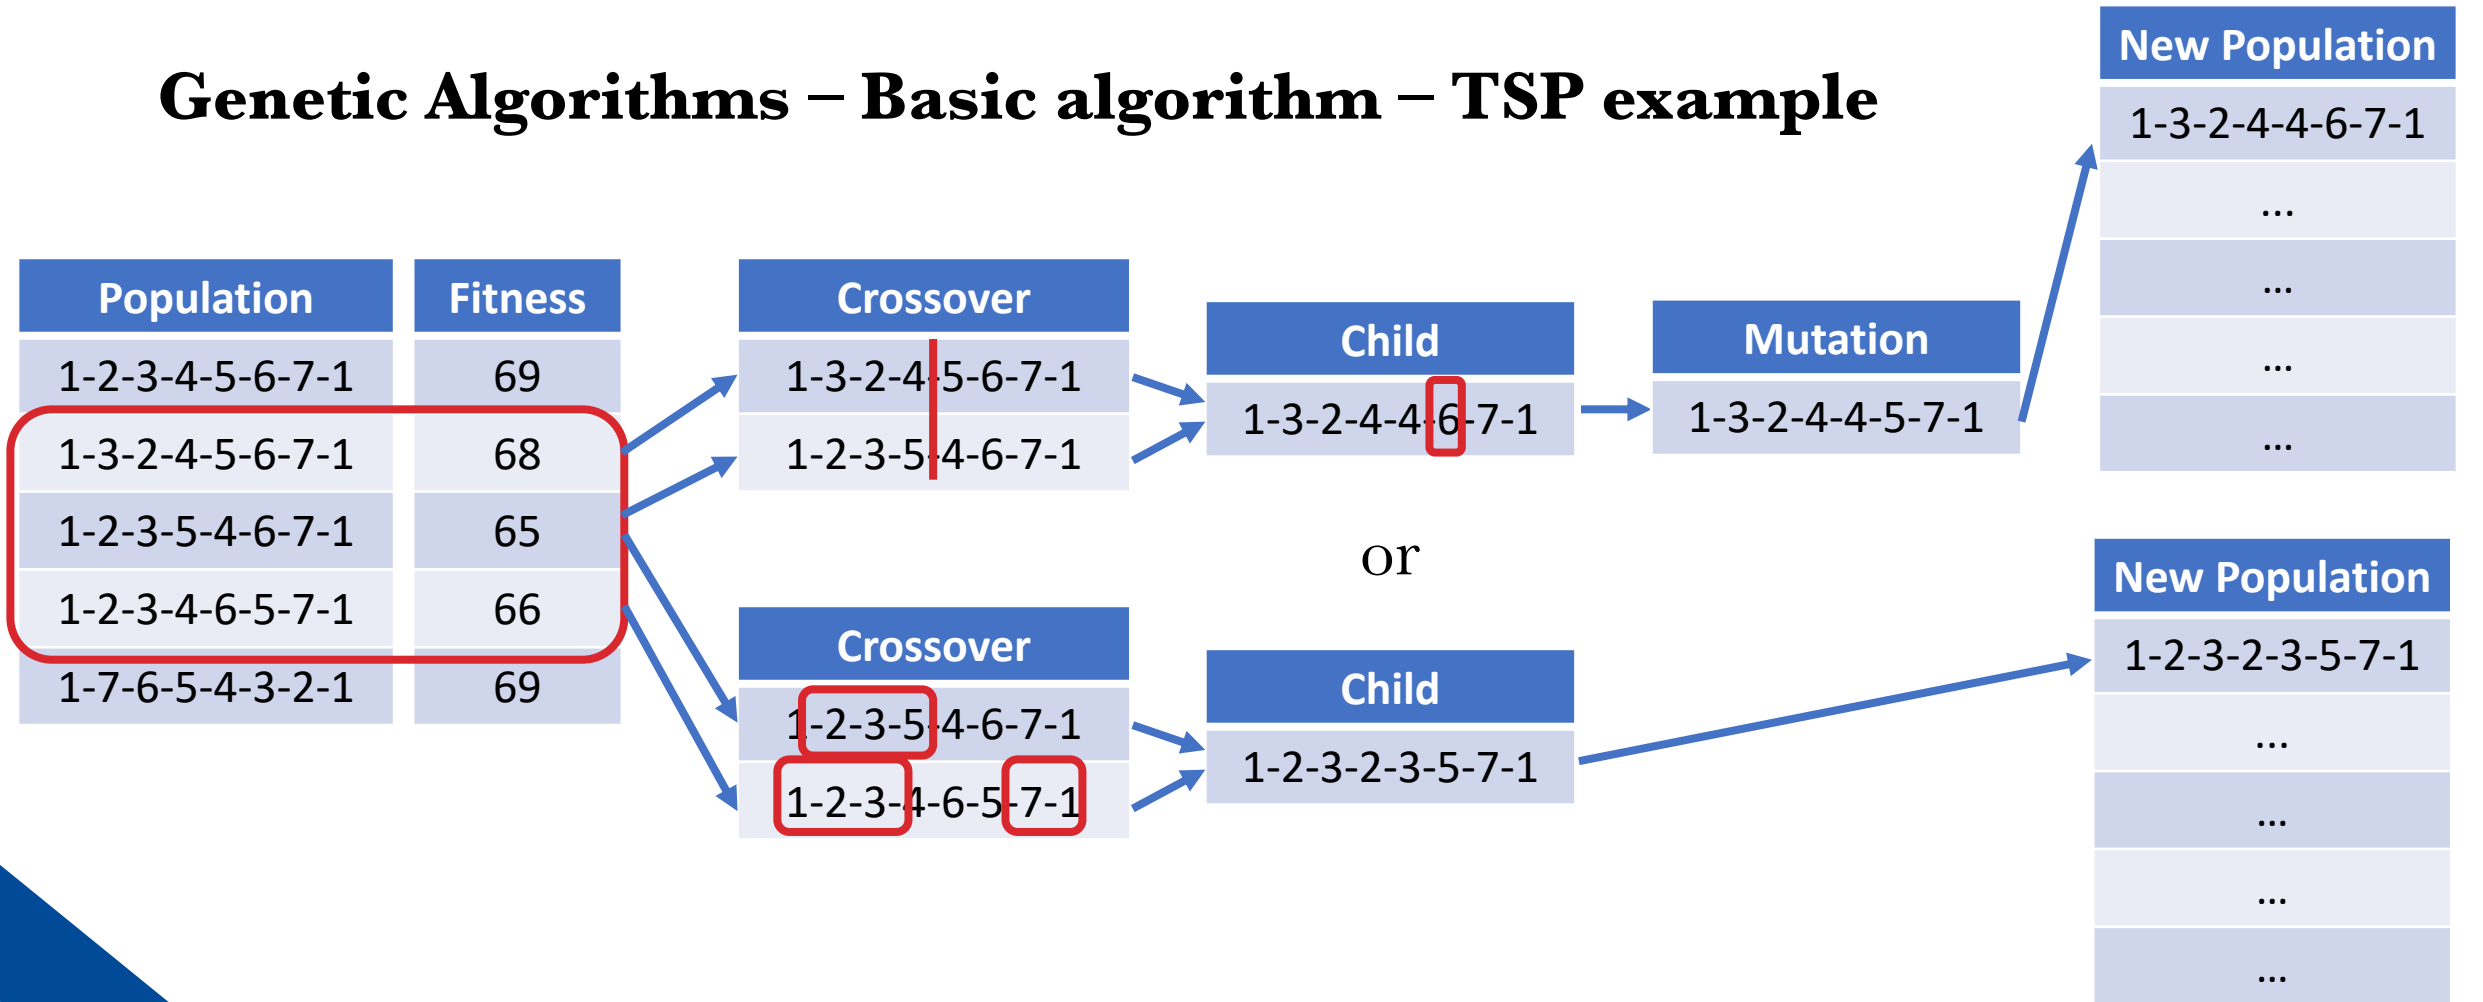 Genetic Algorithms – Basic algorithm – TSP example
Population
1-2-3-4-5-6-7-1
1-3-2-4-5-6-7-1
1-2-3-5-4-6-7-1
1-2-3-4-6-5-7-1
1-7-6-5-4-3-2-1
Fitness
69
68
65
66
69
Crossover
1-3-2-4-5-6-7-1
1-2-3-5-4-6-7-1
Child
1-3-2-4-4-6-7-1
Mutation
1-3-2-4-4-5-7-1
New Population
1-3-2-4-4-6-7-1
...
...
...
...
or
Crossover
1-2-3-5-4-6-7-1
1-2-3-4-6-5-7-1
Child
1-2-3-2-3-5-7-1
New Population
1-2-3-2-3-5-7-1
...
...
...
...